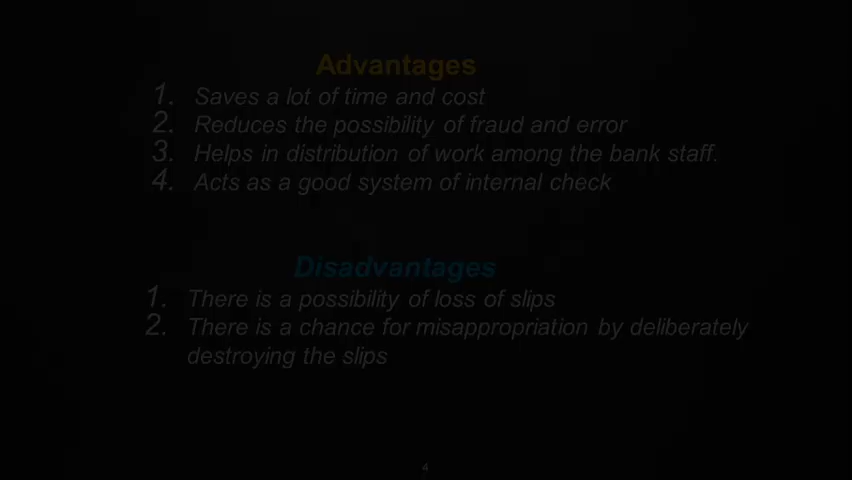 Advantages
1. Saves a lot of time and cost
2. Reduces the possibility of fraud and error
3. Helps in distribution of work among the bank staff.
4. Acts as a good system of internal check
Disadvantages
1. There is a possibility of loss of slips
2. There is a chance for misappropriation by deliberately
destroying the slips
4